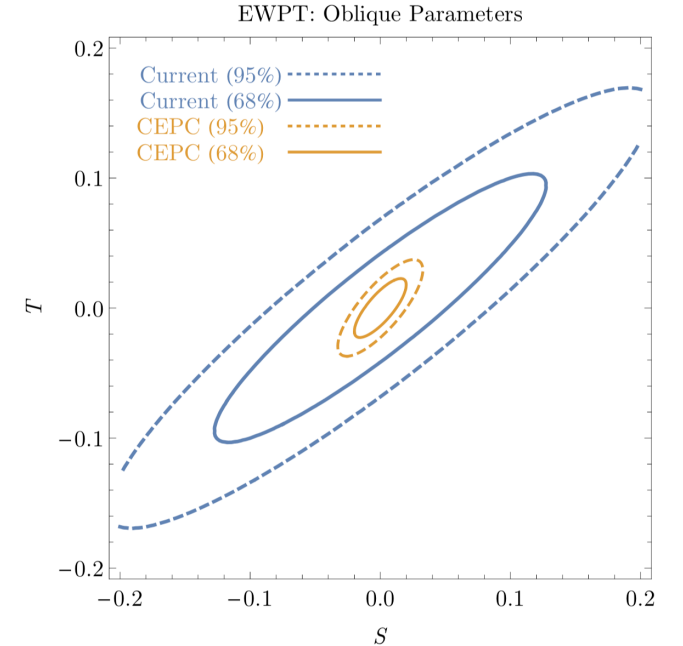 EWPT: Oblique Parameters
0.2
Current (95%)
Current (68%)
CEPC (95%)
CEPC (68%)
0.1
T
0.0
−0.1
−0.2
−0.2 −0.1 0.0 0.1 0.2
S